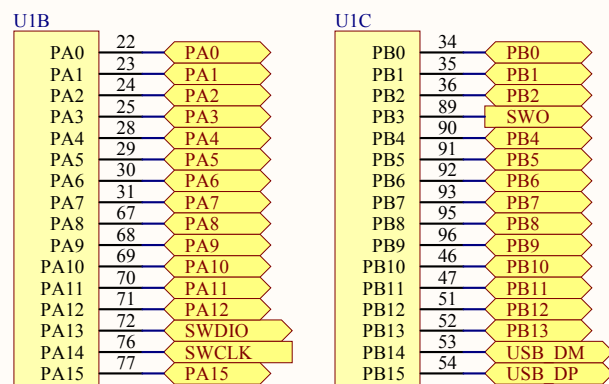 U1B
PA0 22 PA0
PA1 23 PA1
PA2 24 PA2
PA3 25 PA3
PA4 28 PA4
PA5 29 PA5
PA6 30 PA6
PA7 31 PA7
PA8 67 PA8
PA9 68 PA9
PA10 69 PA10
PA11 70 PA11
PA12 71 PA12
PA13 72 SWDIO
PA14 76 SWCLK
PA15 77 PA15
U1C
PB0 34 PB0
PB1 35 PB1
PB2 36 PB2
PB3 89 SWO
PB4 90 PB4
PB5 91 PB5
PB6 92 PB6
PB7 93 PB7
PB8 95 PB8
PB9 96 PB9
PB10 46 PB10
PB11 47 PB11
PB12 51 PB12
PB13 52 PB13
PB14 53 USB_DM
PB15 54 USB_DP